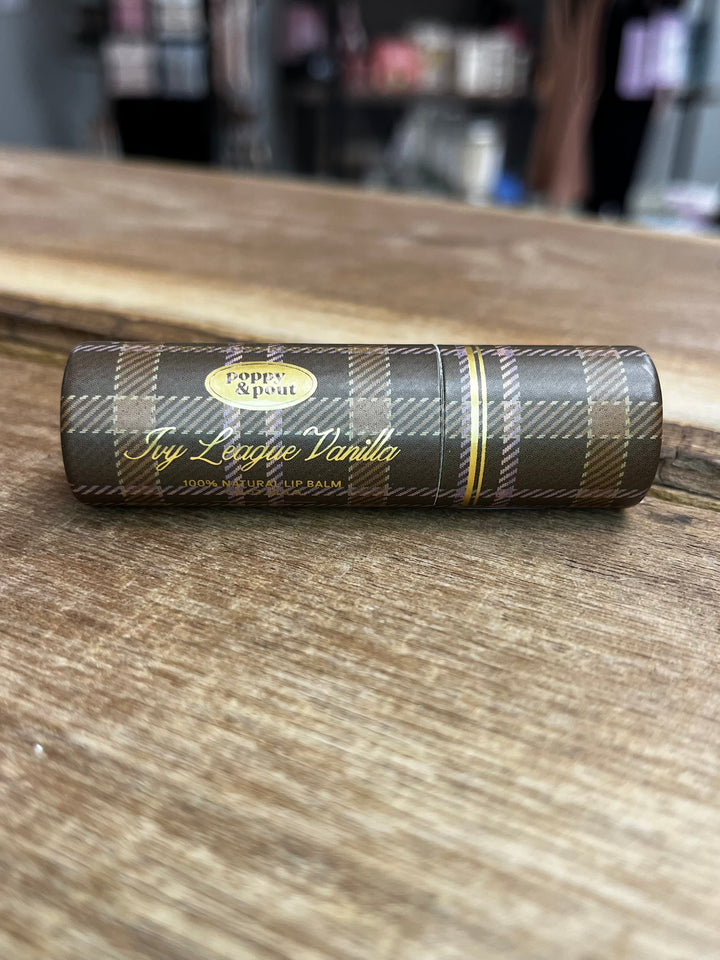 poppy
&pout
Ivy League Vanilla
100% NATURAL LIP BALM